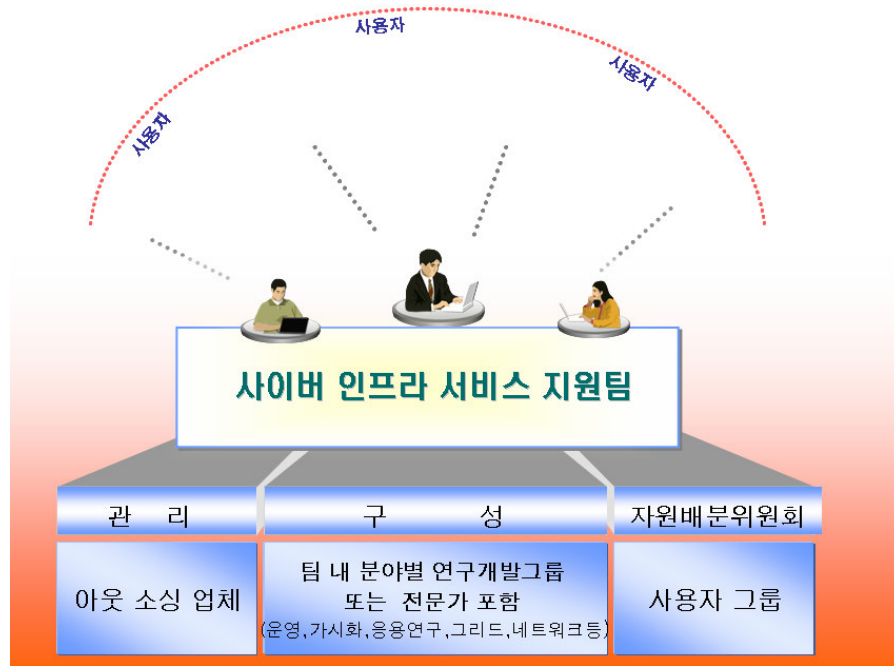 사용자
사용자
사용자
사이버 인프라 서비스 지원팀
관 리
구 성
자원배분위원회
아웃 소싱 업체
팀 내 분야별 연구개발그룹
또는 전문가 포함
(운영,가시화,응용연구,그리드,네트워크등)
사용자 그룹